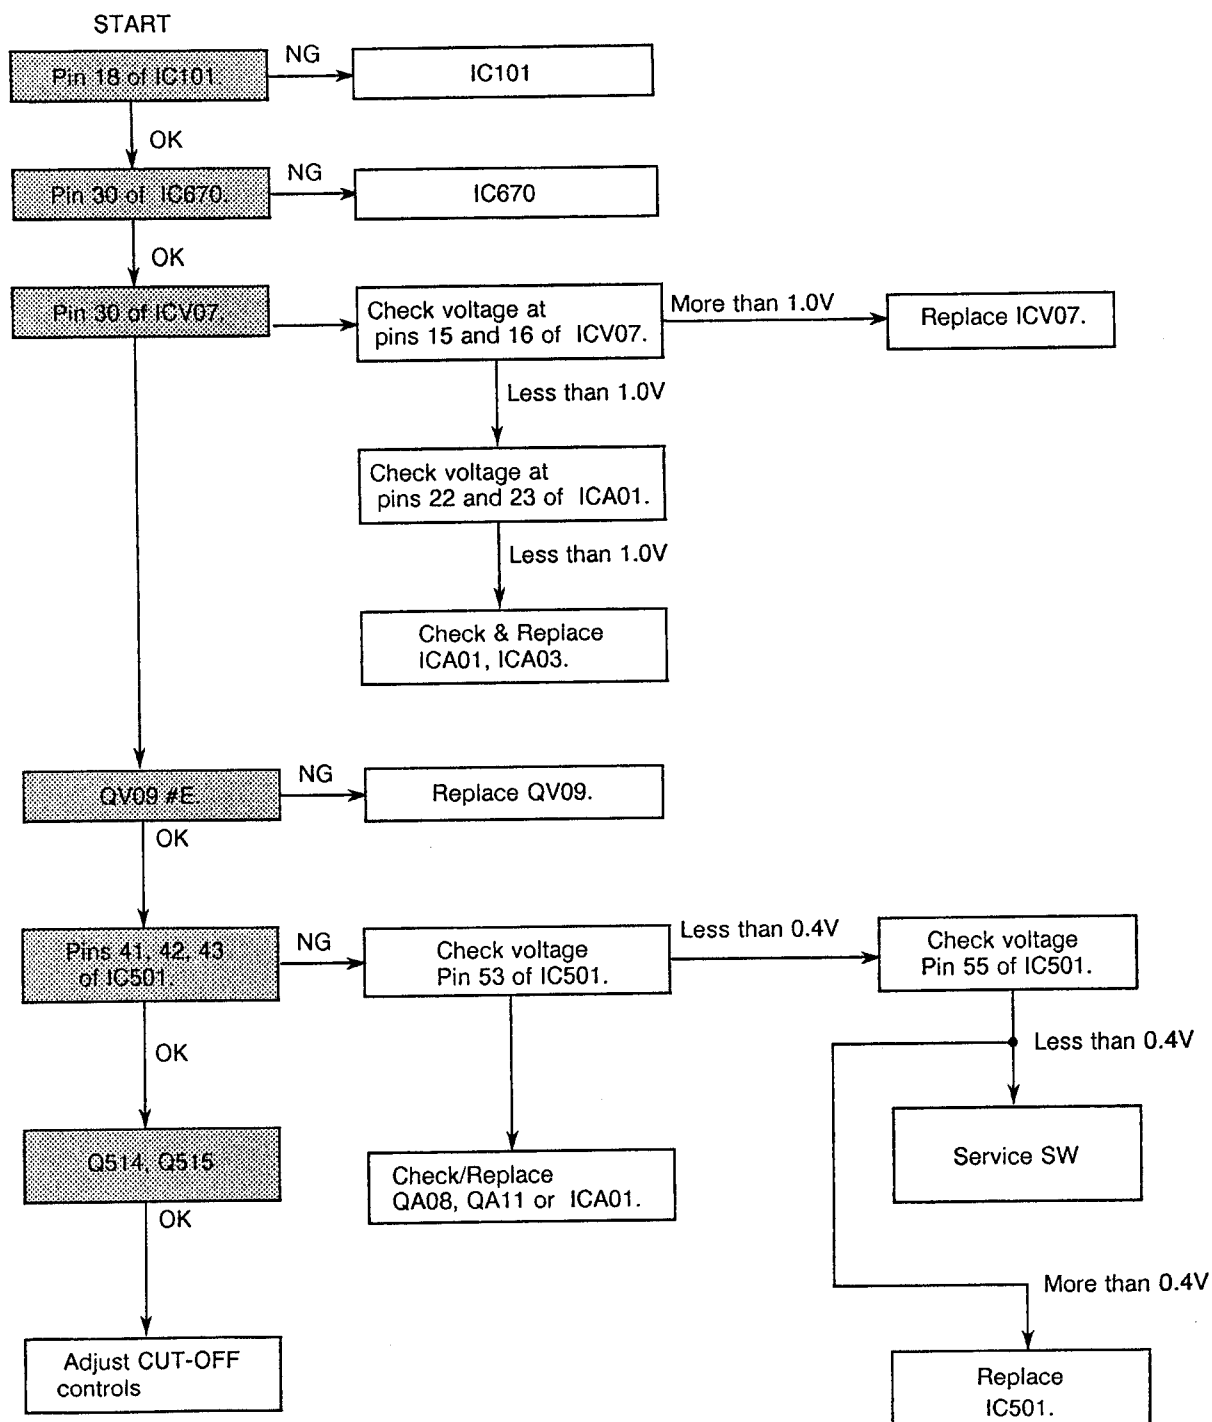 START
Pin 18 of IC101
NG
IC101
OK
Pin 30 of IC670.
NG
IC670
OK
Pin 30 of ICV07.
Check voltage at
pins 15 and 16 of ICV07.
More than 1.0V
Replace ICV07.
Less than 1.0V
Check voltage at
pins 22 and 23 of ICA01.
Less than 1.0V
Check & Replace
ICA01, ICA03.
QV09 #E.
NG
Replace QV09.
OK
Pins 41, 42, 43
of IC501.
NG
Check voltage
Pin 53 of IC501.
Less than 0.4V
Check voltage
Pin 55 of IC501.
OK
Less than 0.4V
Service SW
Q514, Q515
Check/Replace
QA08, QA11 or ICA01.
OK
More than 0.4V
Adjust CUT-OFF
controls
Replace
IC501.